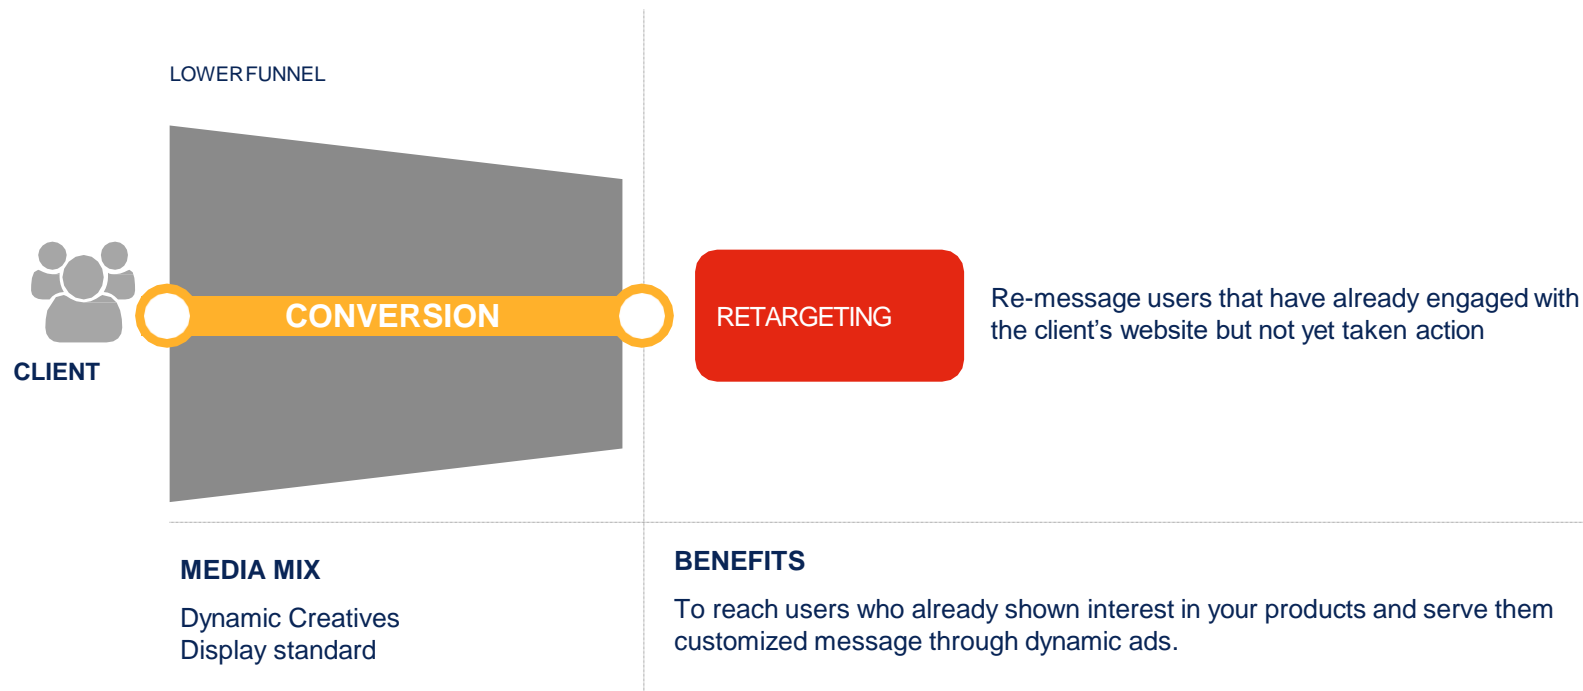 LOWER FUNNEL
CLIENT
CONVERSION
RETARGETING
Re-message users that have already engaged with
the client's website but not yet taken action
MEDIA MIX
Dynamic Creatives
Display standard
BENEFITS
To reach users who already shown interest in your products and serve them
customized message through dynamic ads.